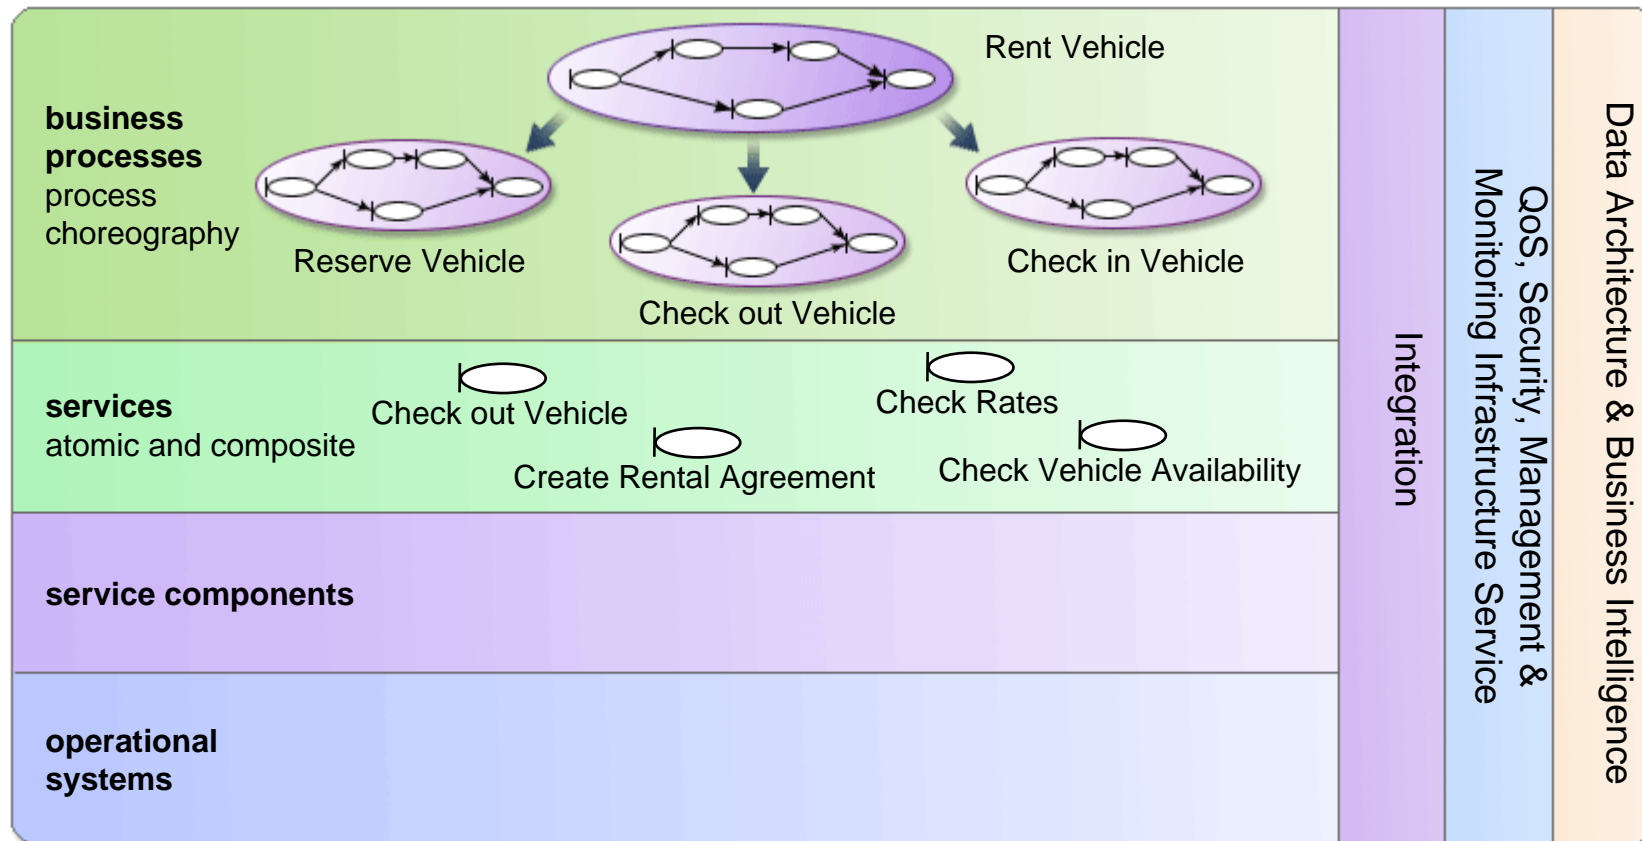 Rent Vehicle
business
processes
process
choreography
Reserve Vehicle
Check out Vehicle
Check in Vehicle
services
atomic and composite
Check out Vehicle
Create Rental Agreement
Check Rates
Check Vehicle Availability
service components
operational
systems
Integration
QoS, Security, Management &
Monitoring Infrastructure Service
Data Architecture & Business Intelligence